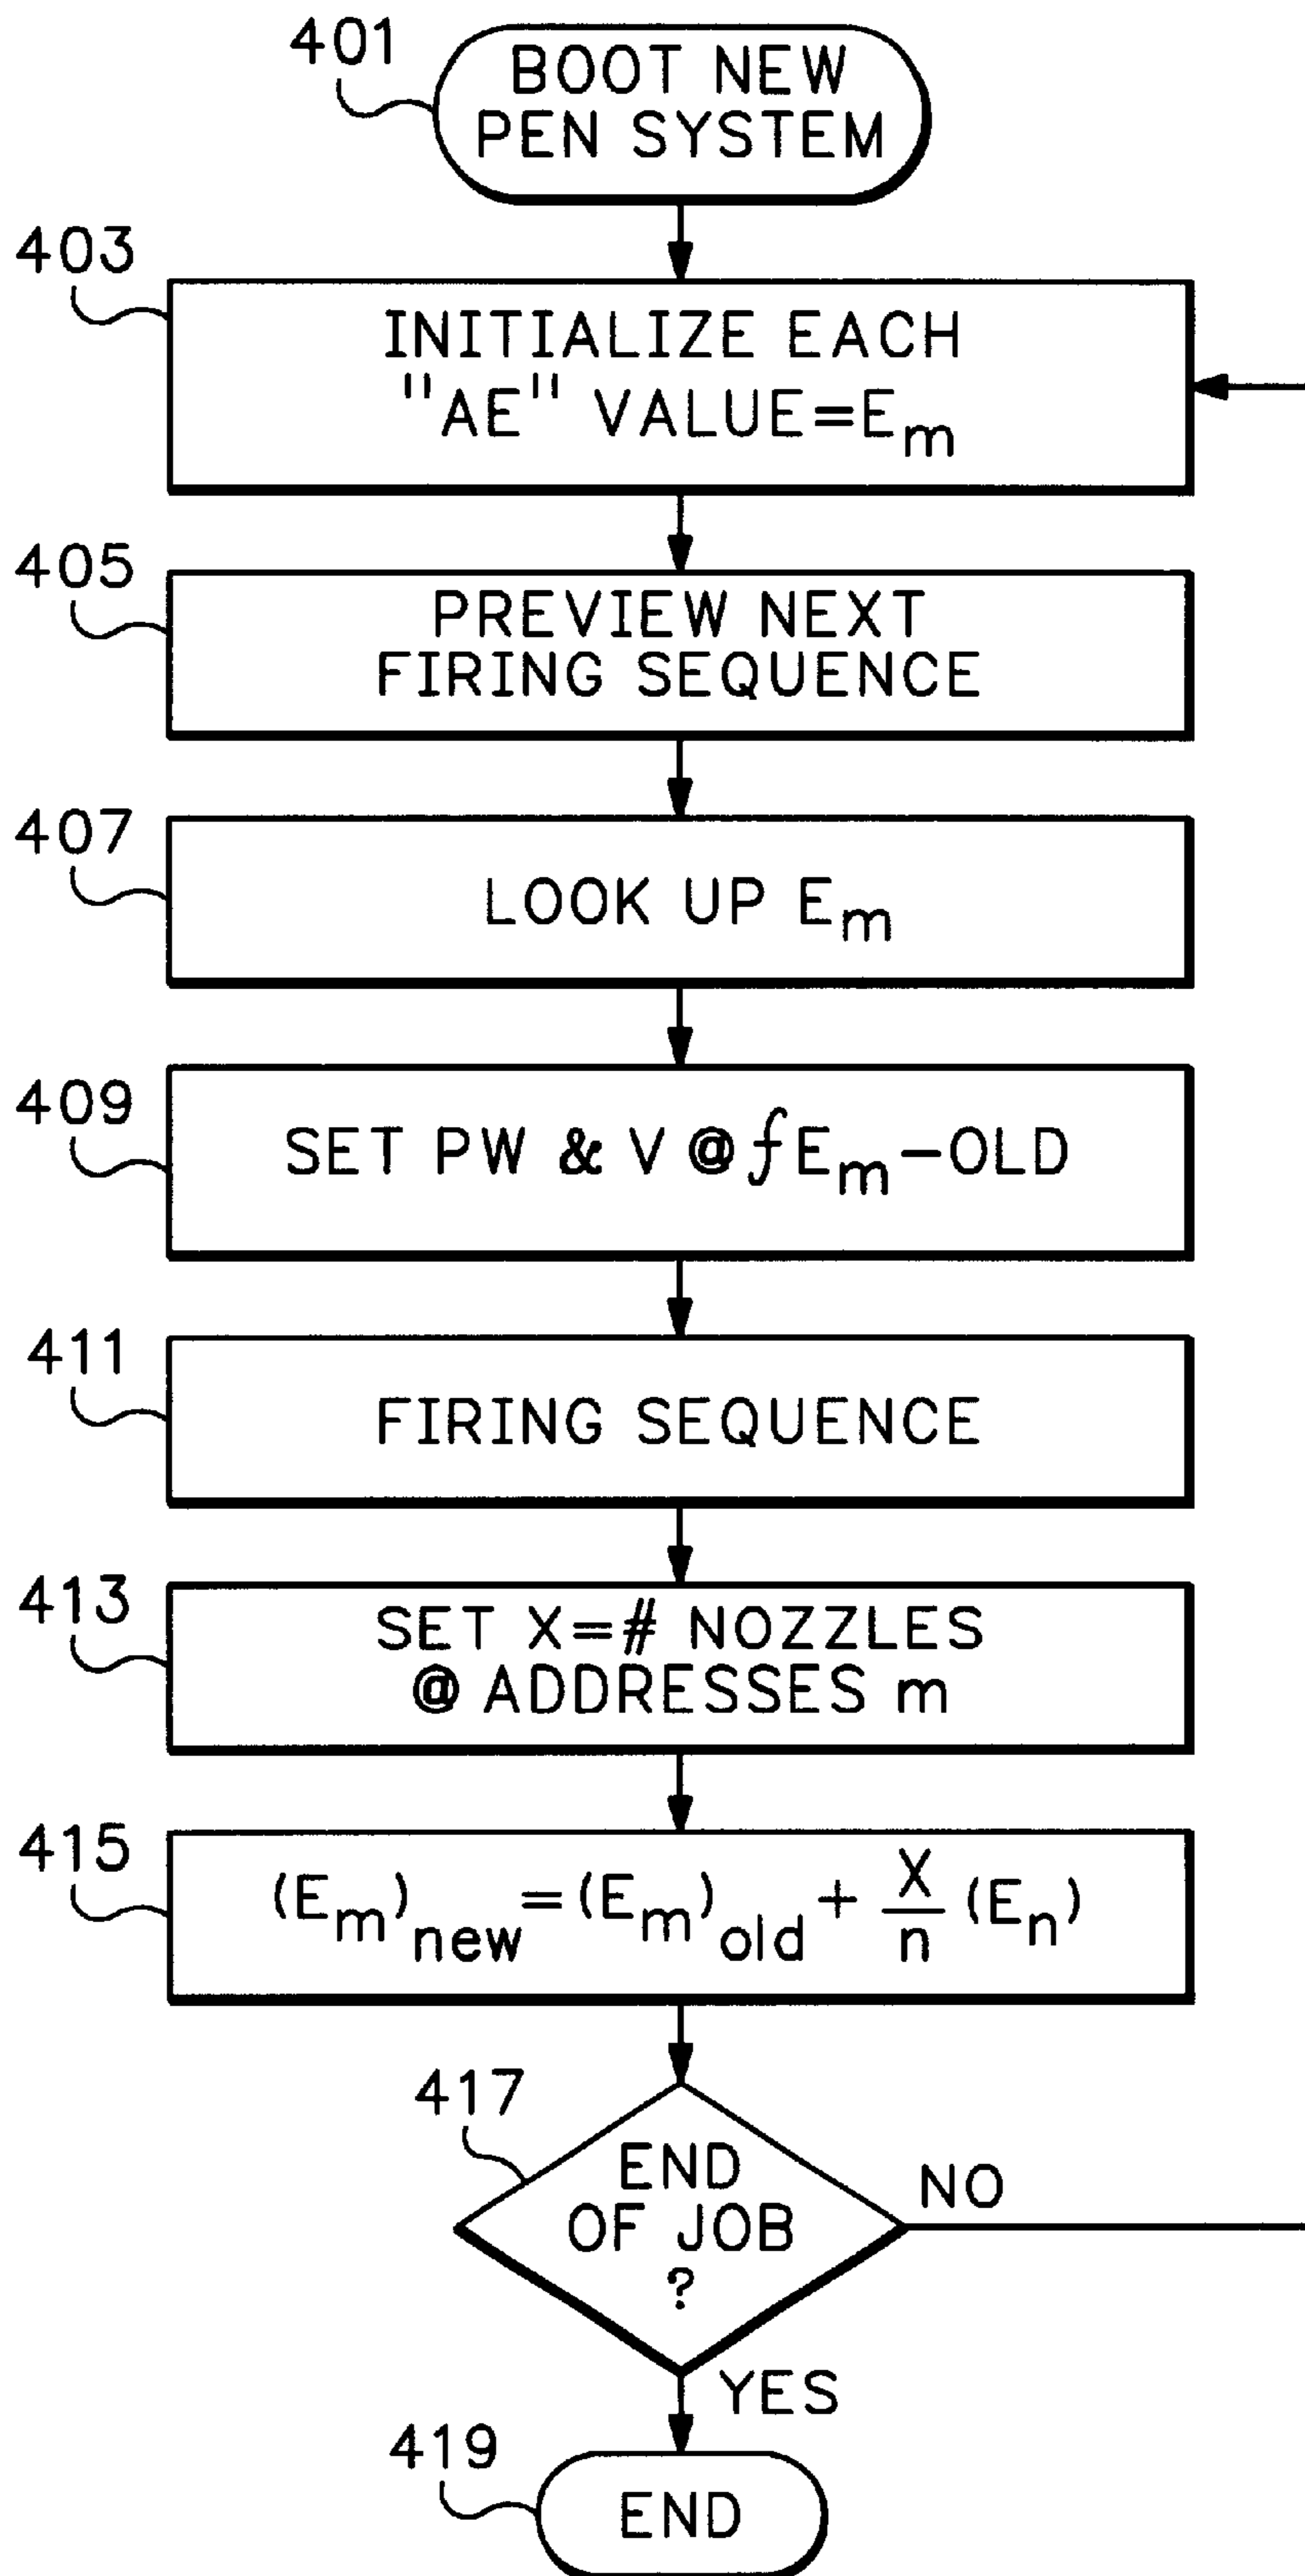 401
BOOT NEW
PEN SYSTEM
403
INITIALIZE EACH
"AE" VALUE=Em
405
PREVIEW NEXT
FIRING SEQUENCE
407
LOOK UP Em
409
SET PW & V @ ƒEm-OLD
411
FIRING SEQUENCE
413
SET X=# NOZZLES
@ ADDRESSES m
415
(Em)new=(Em)old + X/n (En)
417
END
OF JOB
?
NO
YES
419
END